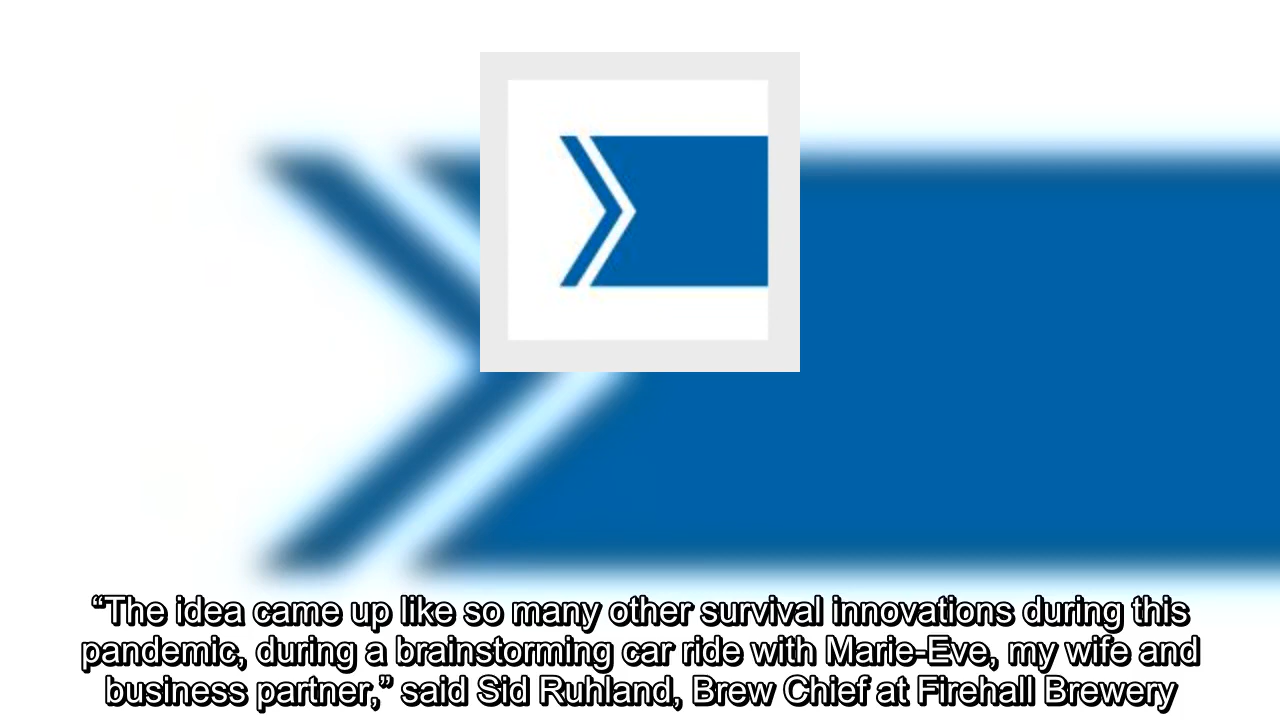 “The idea came up like so many other survival innovations during this
pandemic, during a brainstorming car ride with Marie-Eve, my wife and
business partner,” said Sid Ruhland, Brew Chief at Firehall Brewery